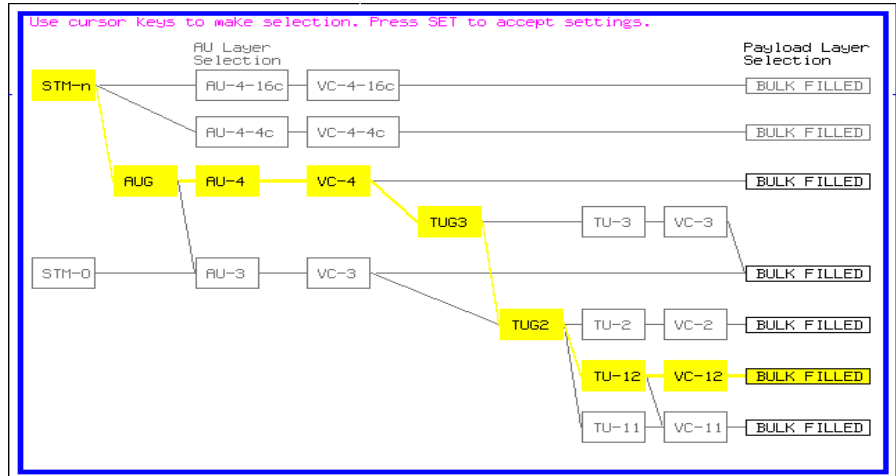 Use cursor keys to make selection. Press SET to accept settings.
AU Layer
Selection
Payload Layer
Selection
STM-n
AU-4-16c
VC-4-16c
BULK FILLED
AU-4-4c
VC-4-4c
BULK FILLED
AUG
AU-4
VC-4
BULK FILLED
TUG3
TU-3
VC-3
STM-0
AU-3
VC-3
BULK FILLED
TUG2
TU-2
VC-2
BULK FILLED
TU-12
VC-12
BULK FILLED
TU-11
VC-11
BULK FILLED